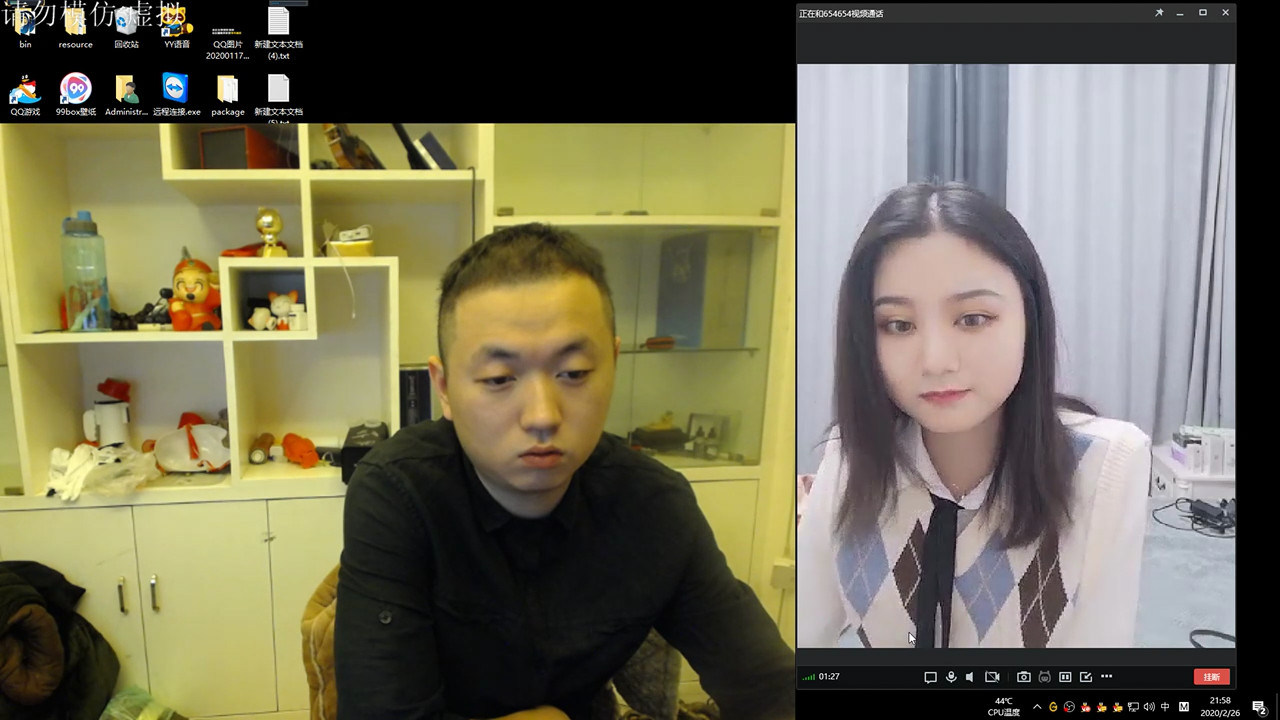 请勿模仿 虚拟
正在和654654视频通话
bin
resource
回收站
YY语音
QQ图片
20200117...
新建文本文档
(4).txt
QQ游戏
99box壁纸
Administr...
远程连接.exe
package
新建文本文档
(5).txt
01:27
挂断
44℃
CPU温度
中
M
21:58
2020/2/26
2